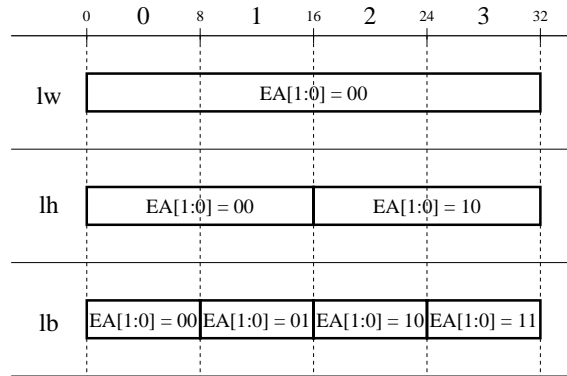 0 0 8 1 16 2 24 3 32
lw EA[1:0] = 00
lh EA[1:0] = 00 EA[1:0] = 10
lb EA[1:0] = 00 EA[1:0] = 01 EA[1:0] = 10 EA[1:0] = 11